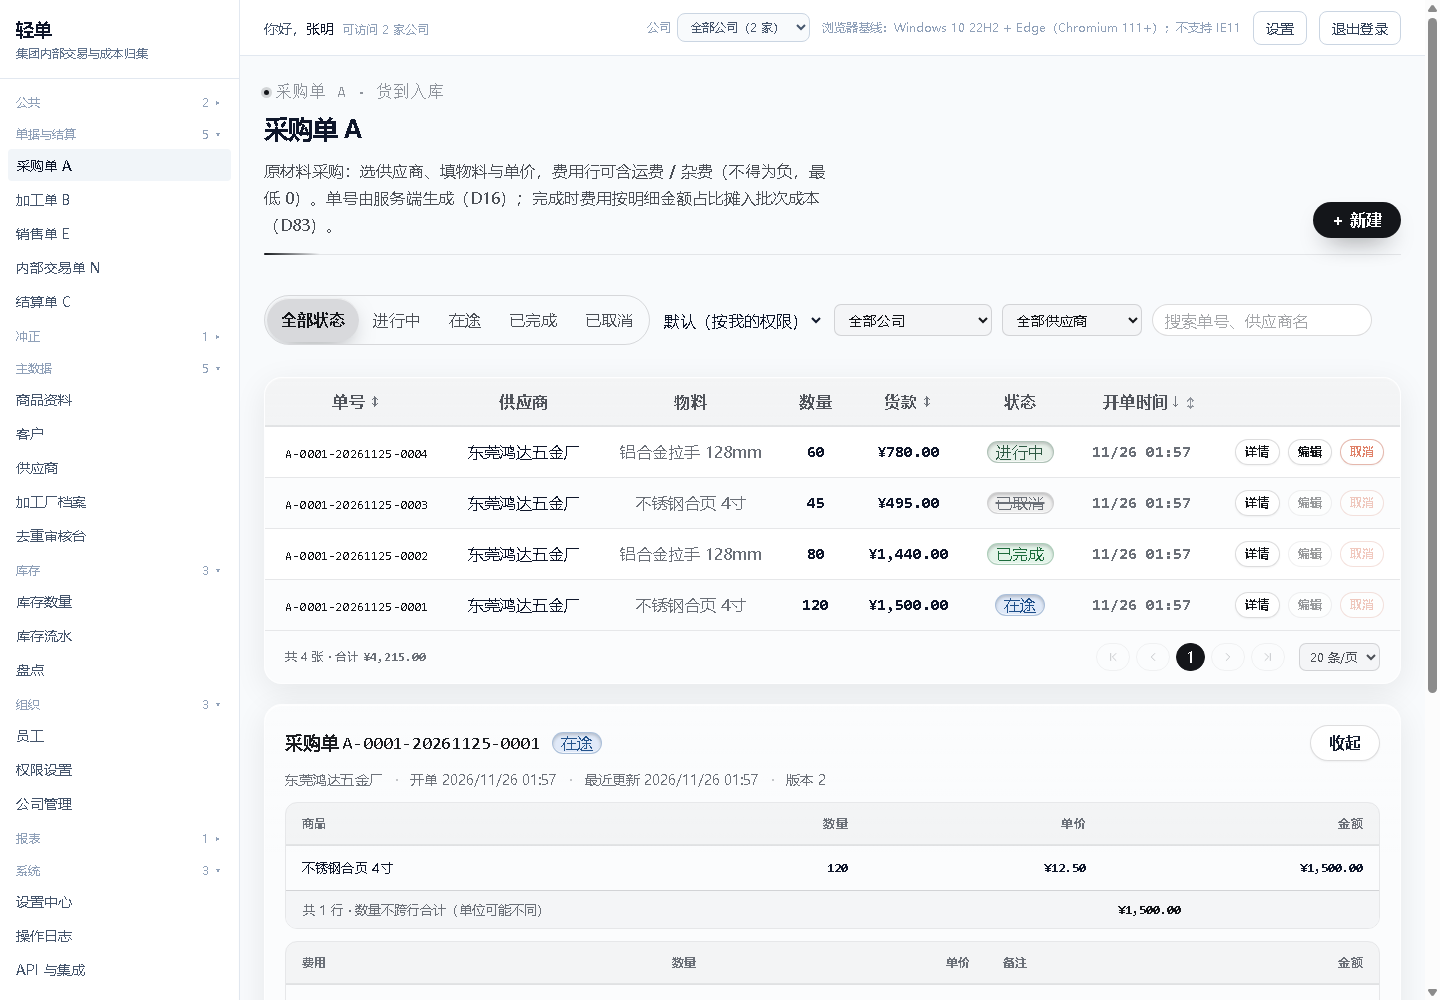 轻单
集团内部交易与成本归集
公共 2
单据与结算 5
采购单 A
加工单 B
销售单 E
内部交易单 N
结算单 C
冲正 1
主数据 5
商品资料
客户
供应商
加工厂档案
去重审核台
库存 3
库存数量
库存流水
盘点
组织 3
员工
权限设置
公司管理
报表 1
系统 3
设置中心
操作日志
API 与集成
你好，张明 可访问 2 家公司
公司 全部公司（2 家） 浏览器基线：Windows 10 22H2 + Edge（Chromium 111+）；不支持 IE11 设置 退出登录
采购单 A - 货到入库
采购单 A
原材料采购：选供应商、填物料与单价，费用行可含运费 / 杂费（不得为负，最
低 0）。单号由服务端生成（D16）；完成时费用按明细金额占比摊入批次成本
（D83）。
+ 新建
全部状态 进行中 在途 已完成 已取消 默认（按我的权限） 全部公司 全部供应商 搜索单号、供应商名
单号 ↕ 供应商 物料 数量 货款 ↕ 状态 开单时间 ↓ ↕
A-0001-20261125-0004 东莞鸿达五金厂 铝合金拉手 128mm 60 ¥780.00 进行中 11/26 01:57 详情 编辑 取消
A-0001-20261125-0003 东莞鸿达五金厂 不锈钢合页 4寸 45 ¥495.00 已取消 11/26 01:57 详情 编辑 取消
A-0001-20261125-0002 东莞鸿达五金厂 铝合金拉手 128mm 80 ¥1,440.00 已完成 11/26 01:57 详情 编辑 取消
A-0001-20261125-0001 东莞鸿达五金厂 不锈钢合页 4寸 120 ¥1,500.00 在途 11/26 01:57 详情 编辑 取消
共 4 张 · 合计 ¥4,215.00 1 20 条/页
采购单 A-0001-20261125-0001 在途 收起
东莞鸿达五金厂 · 开单 2026/11/26 01:57 · 最近更新 2026/11/26 01:57 · 版本 2
商品 数量 单价 金额
不锈钢合页 4寸 120 ¥12.50 ¥1,500.00
共 1 行 · 数量不跨行合计（单位可能不同） ¥1,500.00
费用 数量 单价 备注 金额